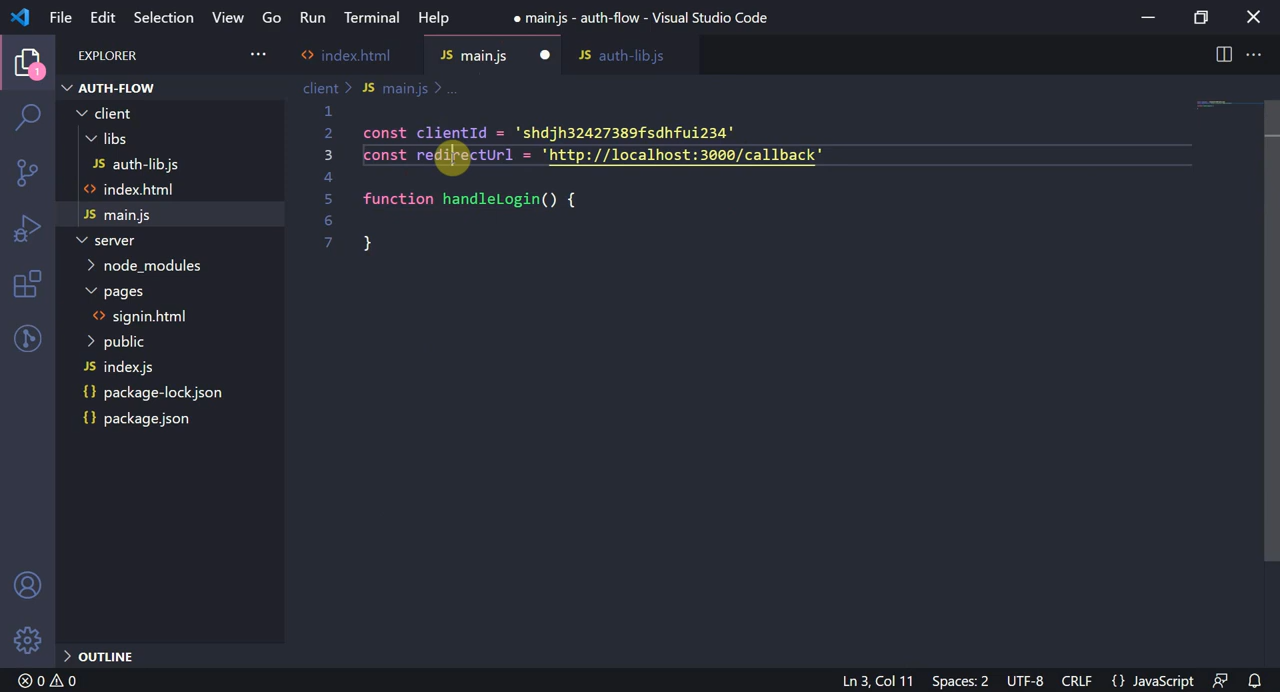 File Edit Selection View Go Run Terminal Help
● main.js - auth-flow - Visual Studio Code
EXPLORER
1
AUTH-FLOW
client
libs
JS auth-lib.js
<> index.html
JS main.js
server
node_modules
pages
<> signin.html
public
JS index.js
{} package-lock.json
{} package.json
OUTLINE
<> index.html
JS main.js ●
JS auth-lib.js
client > JS main.js > ...
1
2 const clientId = 'shdjh32427389fsdhfui234'
3 const redirectUrl = 'http://localhost:3000/callback'
4
5 function handleLogin() {
6
7 }
0 0
Ln 3, Col 11 Spaces: 2 UTF-8 CRLF {} JavaScript